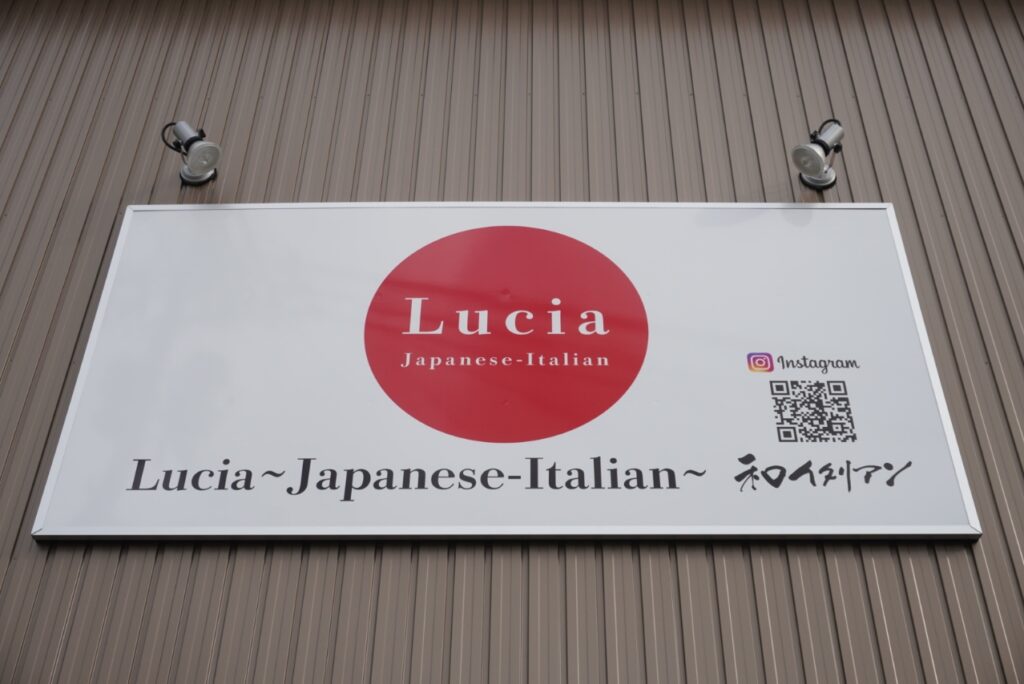 Lucia
Japanese-Italian
Instagram
Lucia~Japanese-Italian~ 和イタリアン